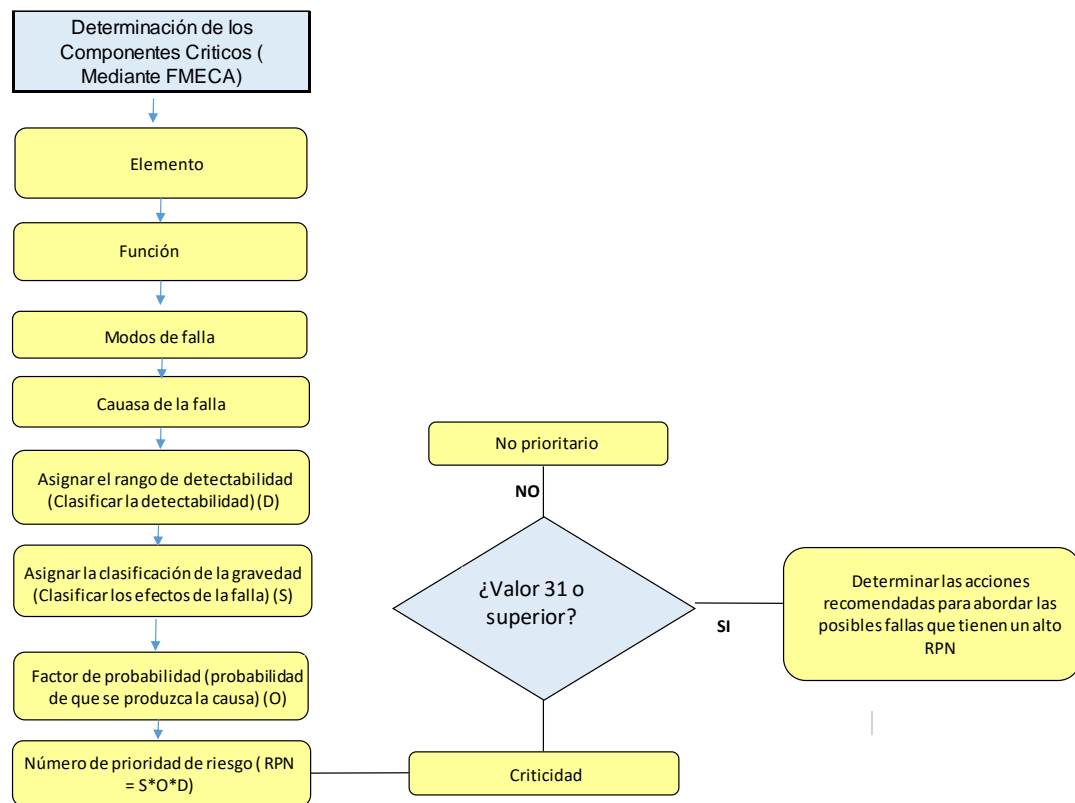 Determinación de los
Componentes Criticos (
Mediante FMECA)
Elemento
Función
Modos de falla
Cauasa de la falla
Asignar el rango de detectabilidad
(Clasificar la detectabilidad) (D)
Asignar la clasificación de la gravedad
(Clasificar los efectos de la falla) (S)
Factor de probabilidad (probabilidad
de que se produzca la causa) (O)
Número de prioridad de riesgo ( RPN
= S*O*D)
Criticidad
¿Valor 31 o
superior?
NO
No prioritario
SI
Determinar las acciones
recomendadas para abordar las
posibles fallas que tienen un alto
RPN